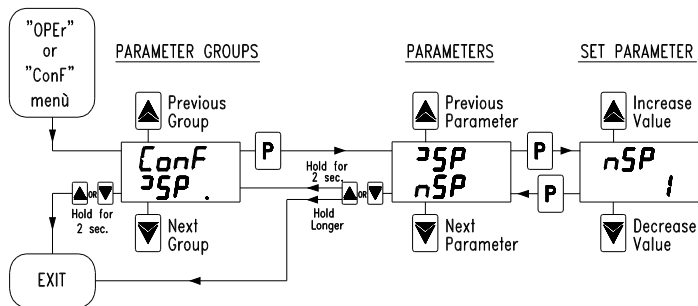 "OPEr"
or
"ConF"
menù
PARAMETER GROUPS
PARAMETERS
SET PARAMETER
Previous
Group
Previous
Parameter
Increase
Value
P
P
P
ConF
SP .
Hold for
2 sec.
SP
nSP
nSP
1
OR
Hold for
2 sec.
OR
Hold
Longer
Next
Group
Next
Parameter
Decrease
Value
EXIT